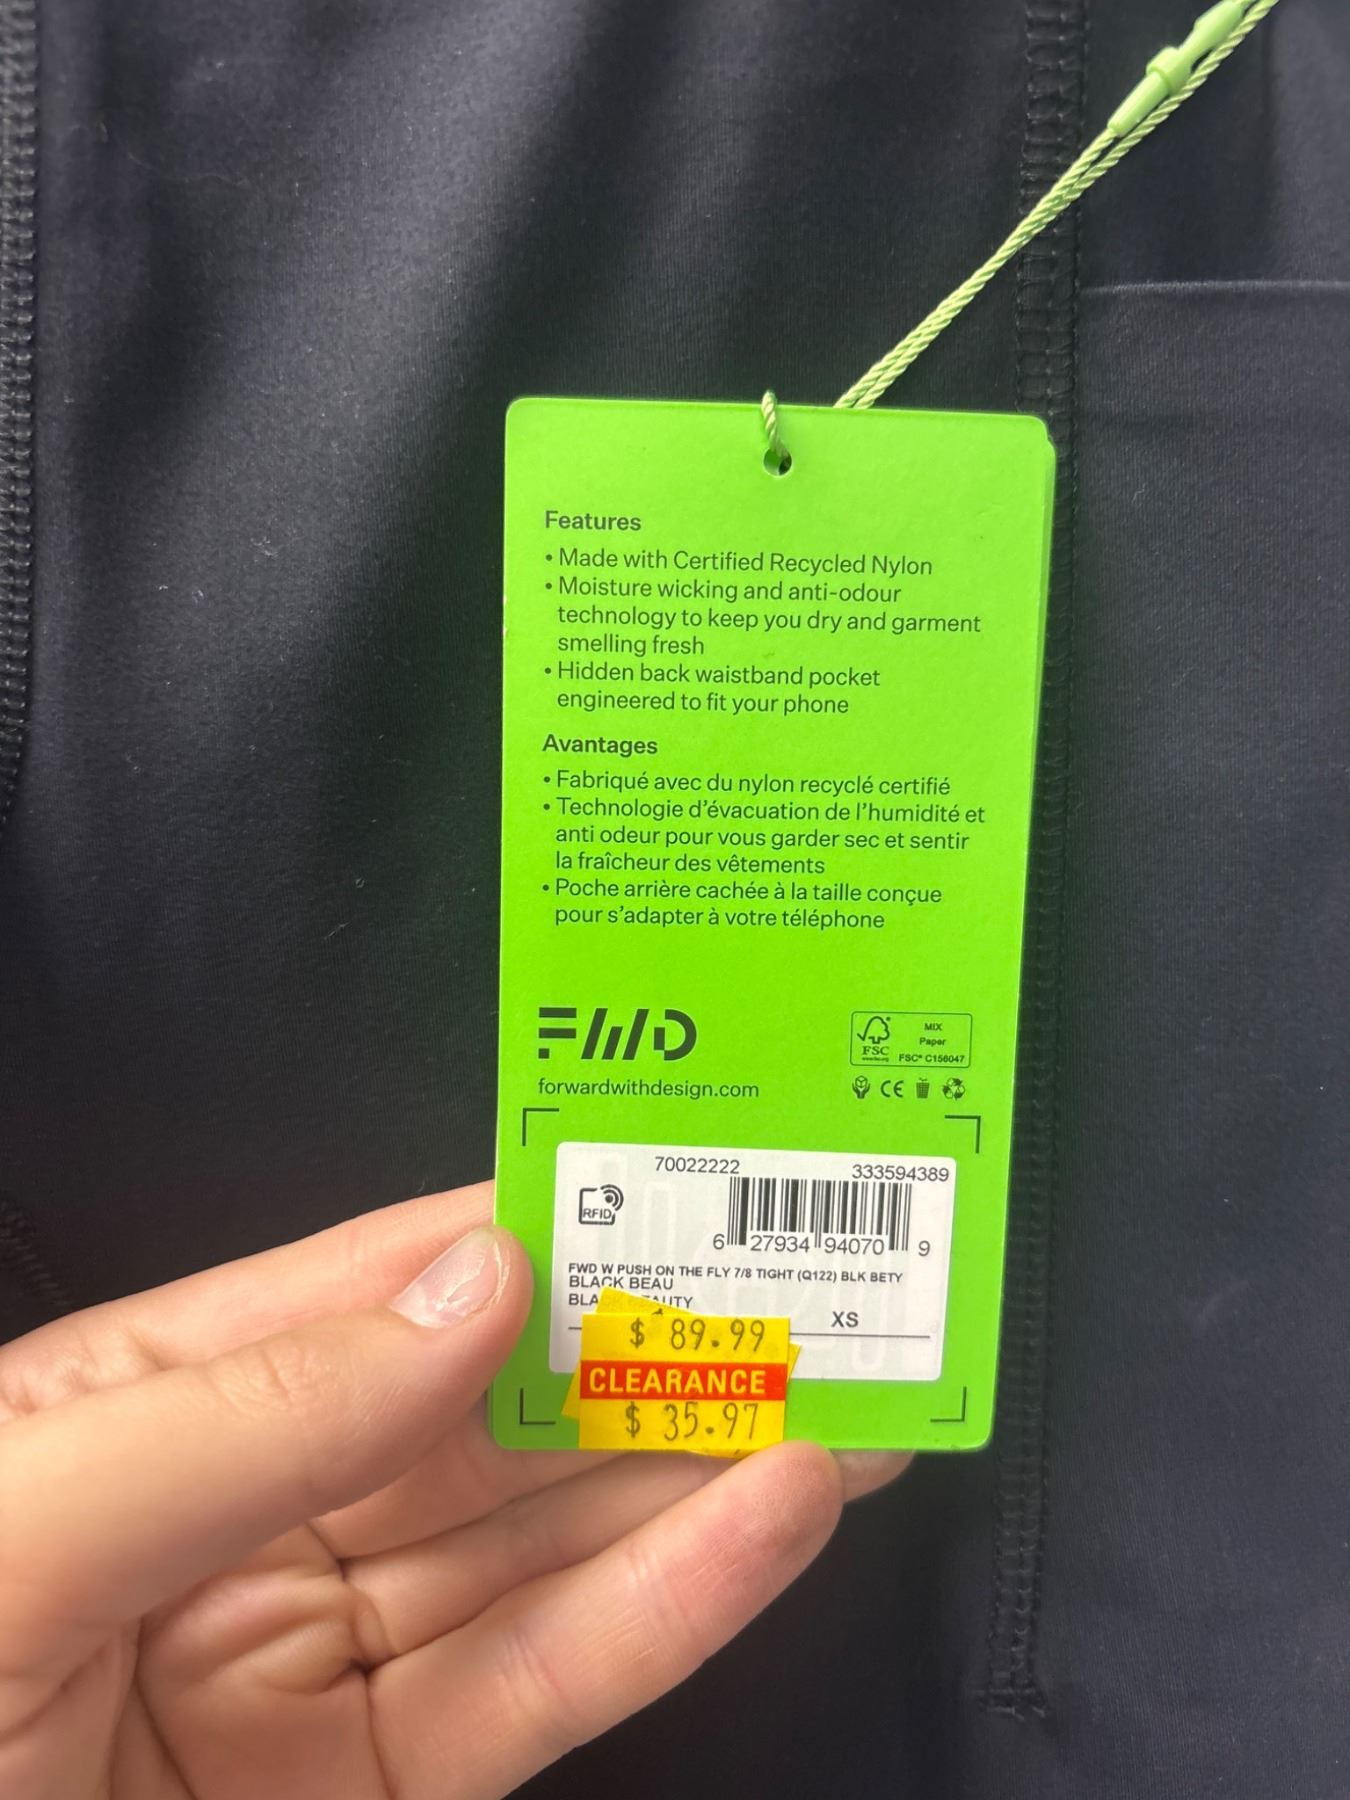 Features
• Made with Certified Recycled Nylon
• Moisture wicking and anti-odour
technology to keep you dry and garment
smelling fresh
• Hidden back waistband pocket
engineered to fit your phone
Avantages
• Fabriqué avec du nylon recyclé certifié
• Technologie d'évacuation de l'humidité et
anti odeur pour vous garder sec et sentir
la fraîcheur des vêtements
• Poche arrière cachée à la taille conçue
pour s'adapter à votre téléphone
FWD
forwardwithdesign.com
FSC
MIX
Paper
FSC® C156047
CE
70022222 333594389
RFID
6 27934 94070 9
FWD W PUSH ON THE FLY 7/8 TIGHT (Q122) BLK BETY
BLACK BEAU
XS
$ 89.99
CLEARANCE
$ 35.97